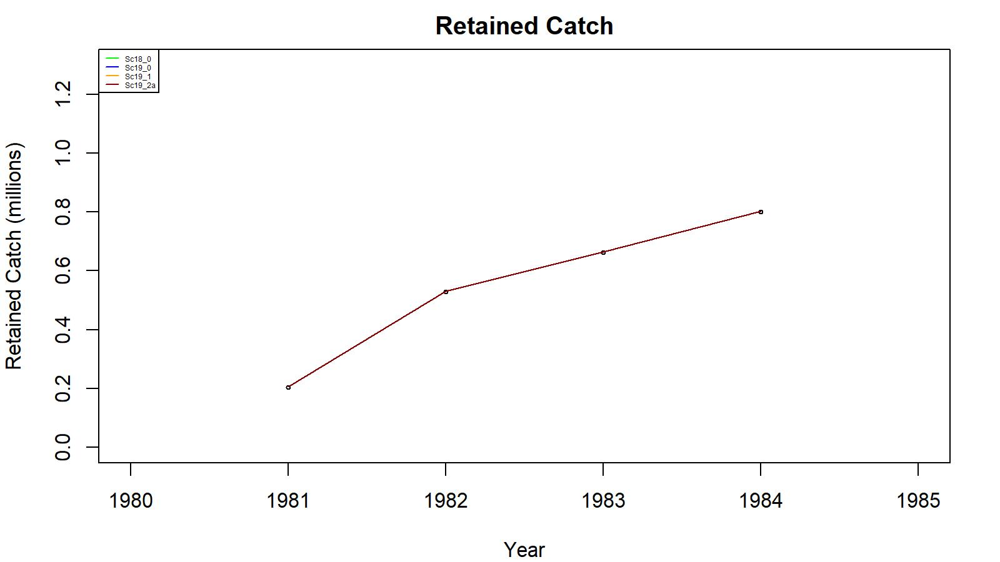 Retained Catch
Sc18_0
Sc19_0
Sc19_1
Sc19_2a
Retained Catch (millions)
1.2
1.0
0.8
0.6
0.4
0.2
0.0
1980 1981 1982 1983 1984 1985
Year